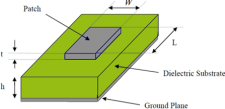 Patch
W
L
t
Dielectric Substrate
h
Ground Plane